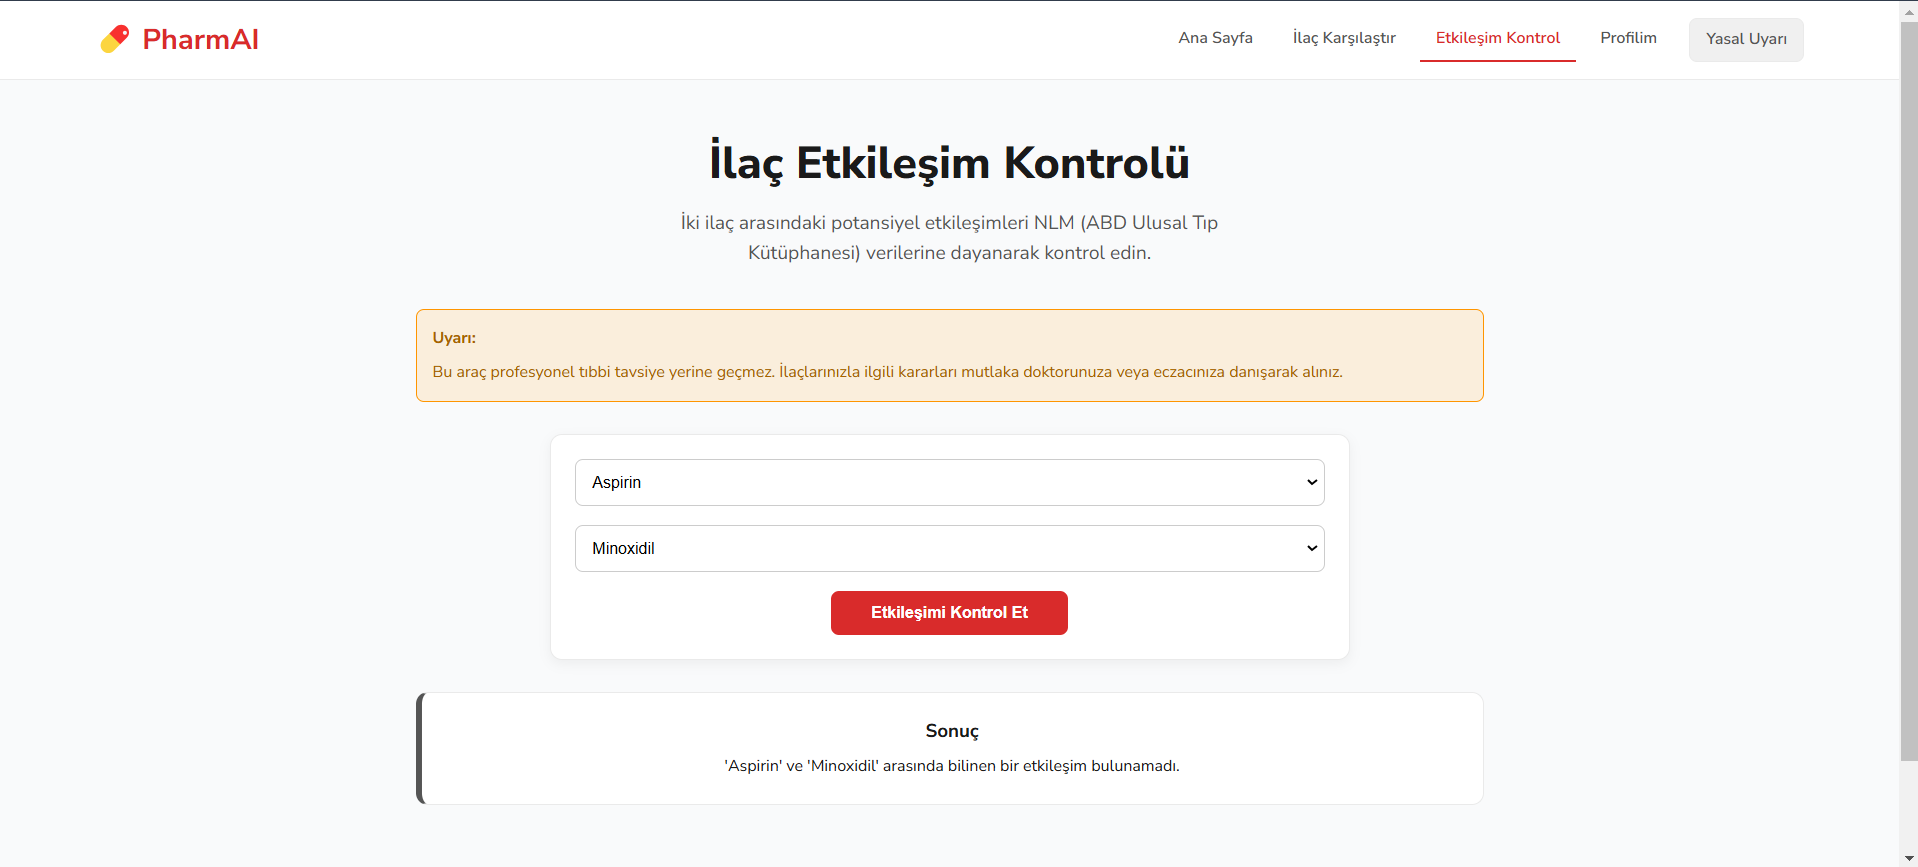 PharmAI
Ana Sayfa
İlaç Karşılaştır
Etkileşim Kontrol
Profilim
Yasal Uyarı
İlaç Etkileşim Kontrolü
İki ilaç arasındaki potansiyel etkileşimleri NLM (ABD Ulusal Tıp
Kütüphanesi) verilerine dayanarak kontrol edin.
Uyarı:
Bu araç profesyonel tıbbi tavsiye yerine geçmez. İlaçlarınızla ilgili kararları mutlaka doktorunuza veya eczacınıza danışarak alınız.
Aspirin
Minoxidil
Etkileşimi Kontrol Et
Sonuç
'Aspirin' ve 'Minoxidil' arasında bilinen bir etkileşim bulunamadı.